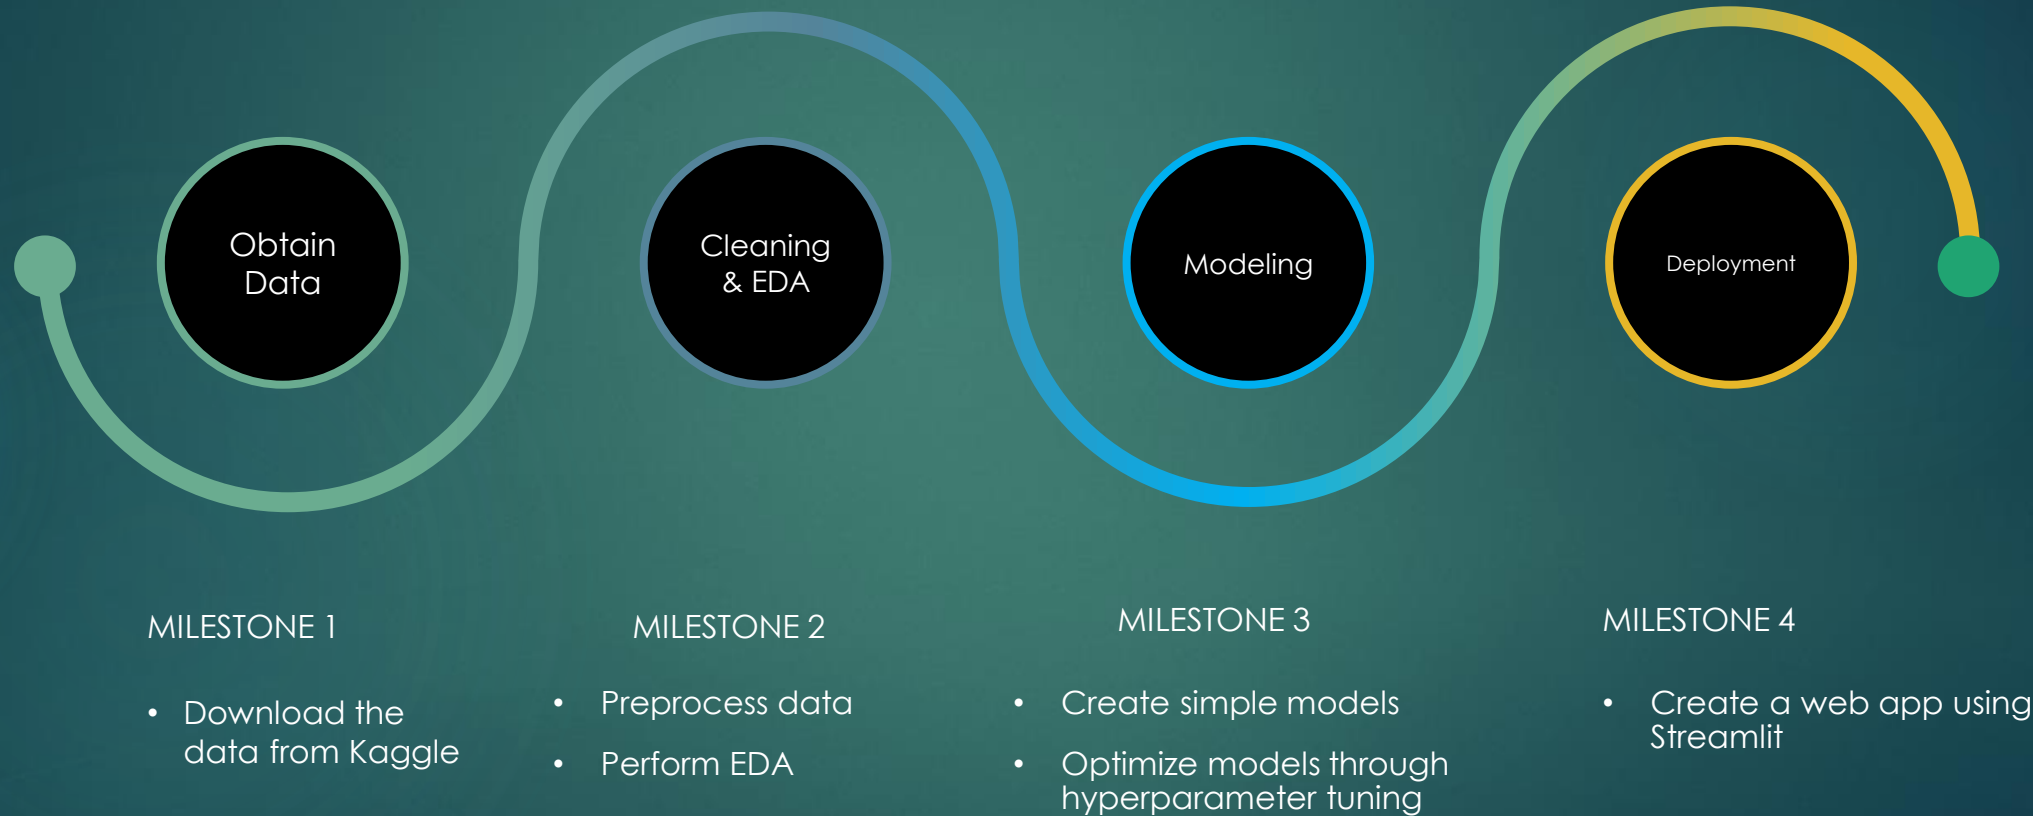 Obtain
Data
Cleaning
& EDA
Modeling
Deployment
MILESTONE 1
• Download the
data from Kaggle
MILESTONE 2
• Preprocess data
• Perform EDA
MILESTONE 3
• Create simple models
• Optimize models through
hyperparameter tuning
MILESTONE 4
• Create a web app using
Streamlit